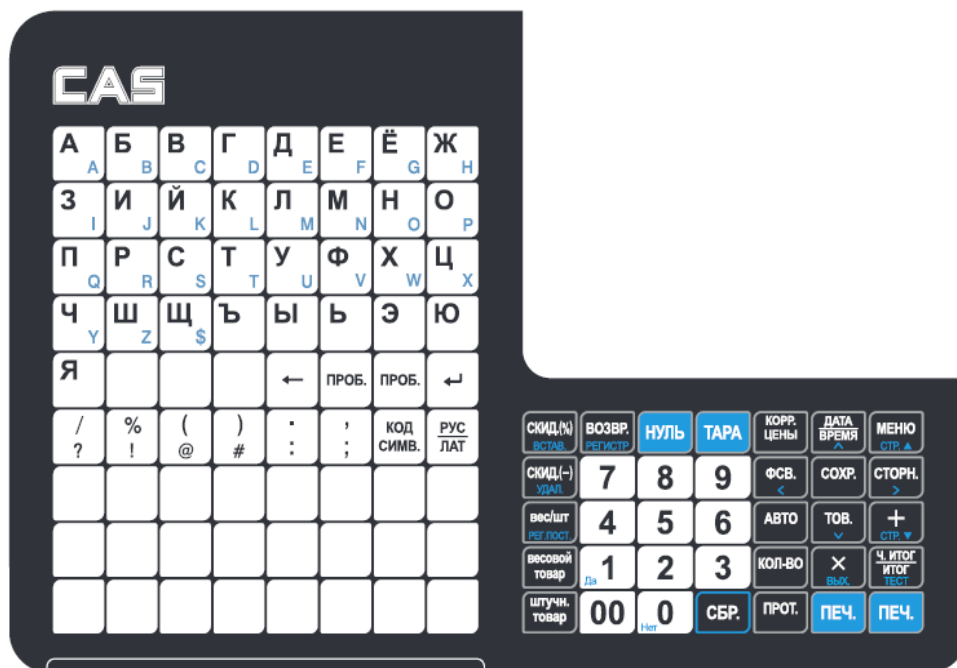 CAS
А A Б B В C Г D Д E Е F Ё G Ж H
З I И J Й K К L Л M М N Н O О P
П Q Р R С S Т T У U Ф V Х W Ц X
Ч Y Ш Z Щ $ Ъ Ы Ь Э Ю
Я ← ПРОБ. ПРОБ. ↵
/ % ( ) . , КОД РУС
? ! @ # : ; СИМВ. ЛАТ
СКИД.(%) ВОЗВР. НУЛЬ ТАРА КОРР. ЦЕНЫ ДАТА ВРЕМЯ МЕНЮ
ВСТАВ. РЕГИСТР ^ СТР. ▲
СКИД.(−) 7 8 9 ФСВ. СОХР. СТОРН.
УДАЛ. < >
вес/шт 4 5 6 АВТО ТОВ. +
РЕГ.ПОСТ. ∨ СТР. ▼
весовой товар 1 2 3 КОЛ-ВО × Ч. ИТОГ ИТОГ
Да ВЫХ. ТЕСТ
штучн. товар 00 0 СБР. ПРОТ. ПЕЧ. ПЕЧ.
Нет